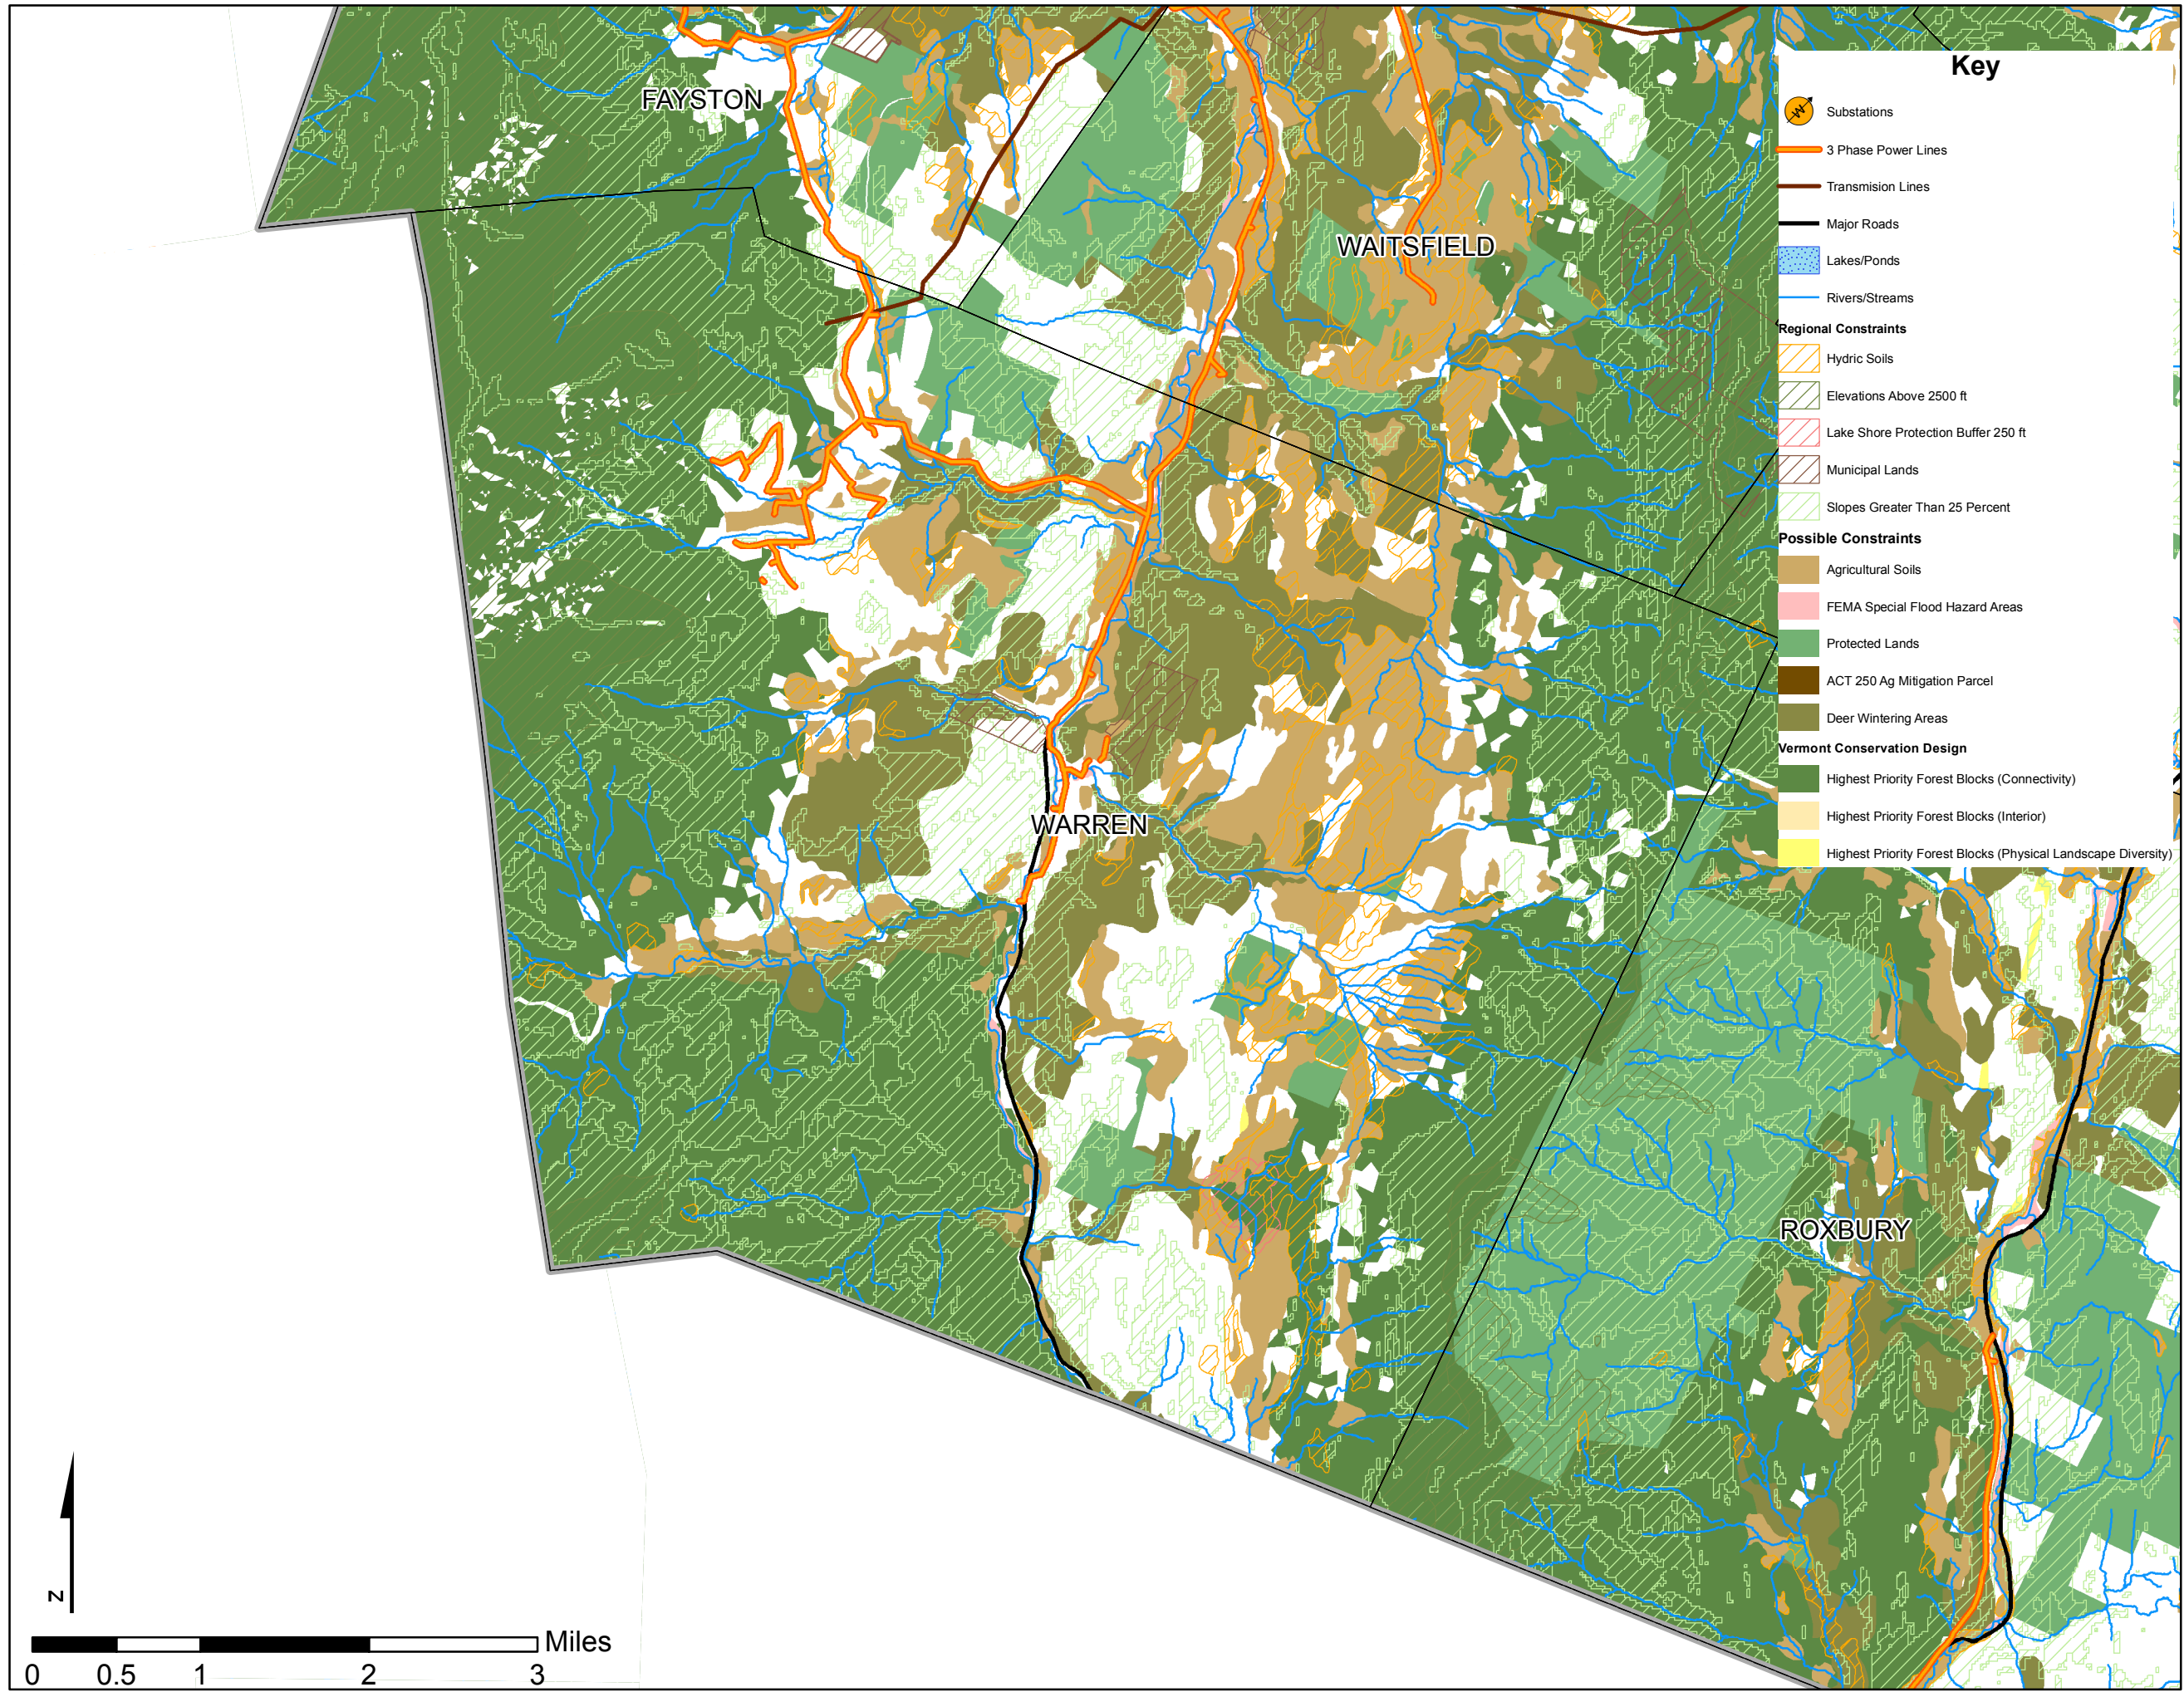 FAYSTON
WAITSFIELD
WARREN
ROXBURY
Key
Substations
3 Phase Power Lines
Transmision Lines
Major Roads
Lakes/Ponds
Rivers/Streams
Regional Constraints
Hydric Soils
Elevations Above 2500 ft
Lake Shore Protection Buffer 250 ft
Municipal Lands
Slopes Greater Than 25 Percent
Possible Constraints
Agricultural Soils
FEMA Special Flood Hazard Areas
Protected Lands
ACT 250 Ag Mitigation Parcel
Deer Wintering Areas
Vermont Conservation Design
Highest Priority Forest Blocks (Connectivity)
Highest Priority Forest Blocks (Interior)
Highest Priority Forest Blocks (Physical Landscape Diversity)
N
Miles
0 0.5 1 2 3